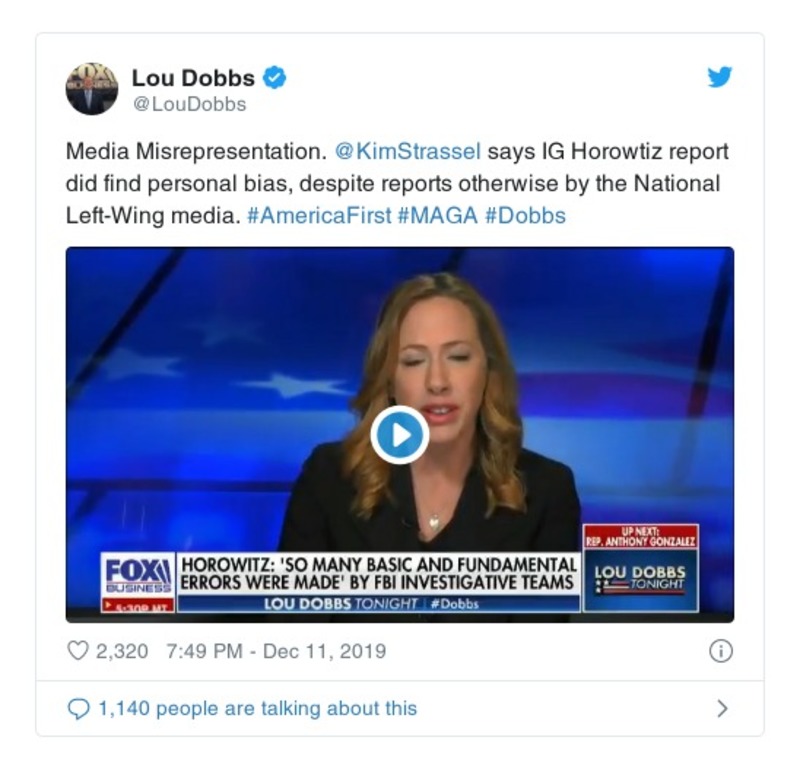 Lou Dobbs
@LouDobbs
Media Misrepresentation. @KimStrassel says IG Horowtiz report
did find personal bias, despite reports otherwise by the National
Left-Wing media. #AmericaFirst #MAGA #Dobbs
UP NEXT:
REP. ANTHONY GONZALEZ
FOX
BUSINESS
5:30P MT
HOROWITZ: 'SO MANY BASIC AND FUNDAMENTAL
ERRORS WERE MADE' BY FBI INVESTIGATIVE TEAMS
LOU DOBBS TONIGHT | #Dobbs
LOU DOBBS
TONIGHT
2,320 7:49 PM - Dec 11, 2019
1,140 people are talking about this